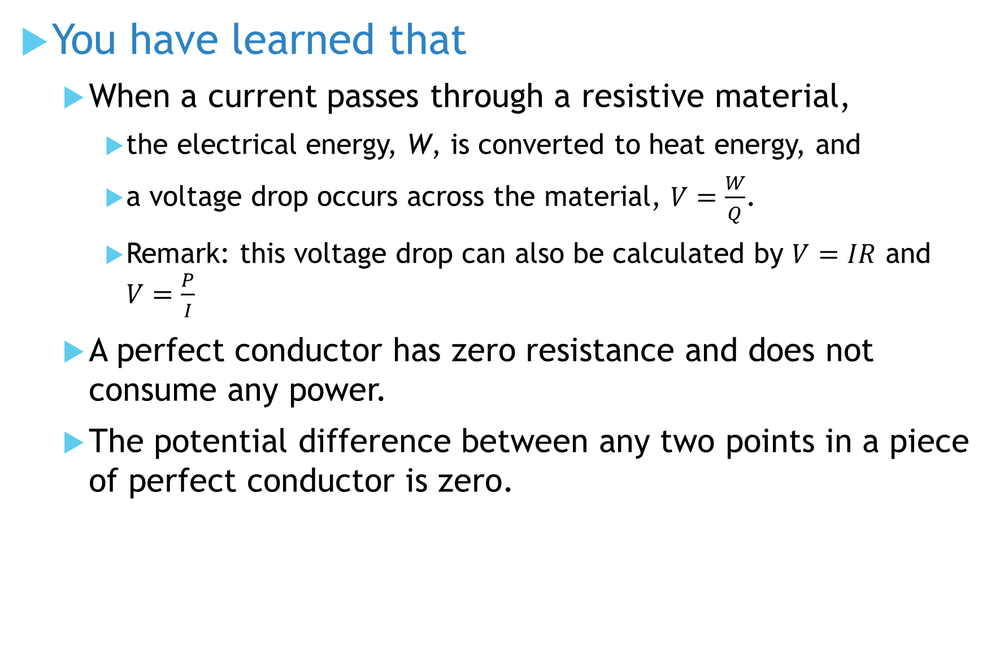 You have learned that
When a current passes through a resistive material,
the electrical energy, W, is converted to heat energy, and
a voltage drop occurs across the material, V = W/Q.
Remark: this voltage drop can also be calculated by V = IR and
V = P/I
A perfect conductor has zero resistance and does not
consume any power.
The potential difference between any two points in a piece
of perfect conductor is zero.